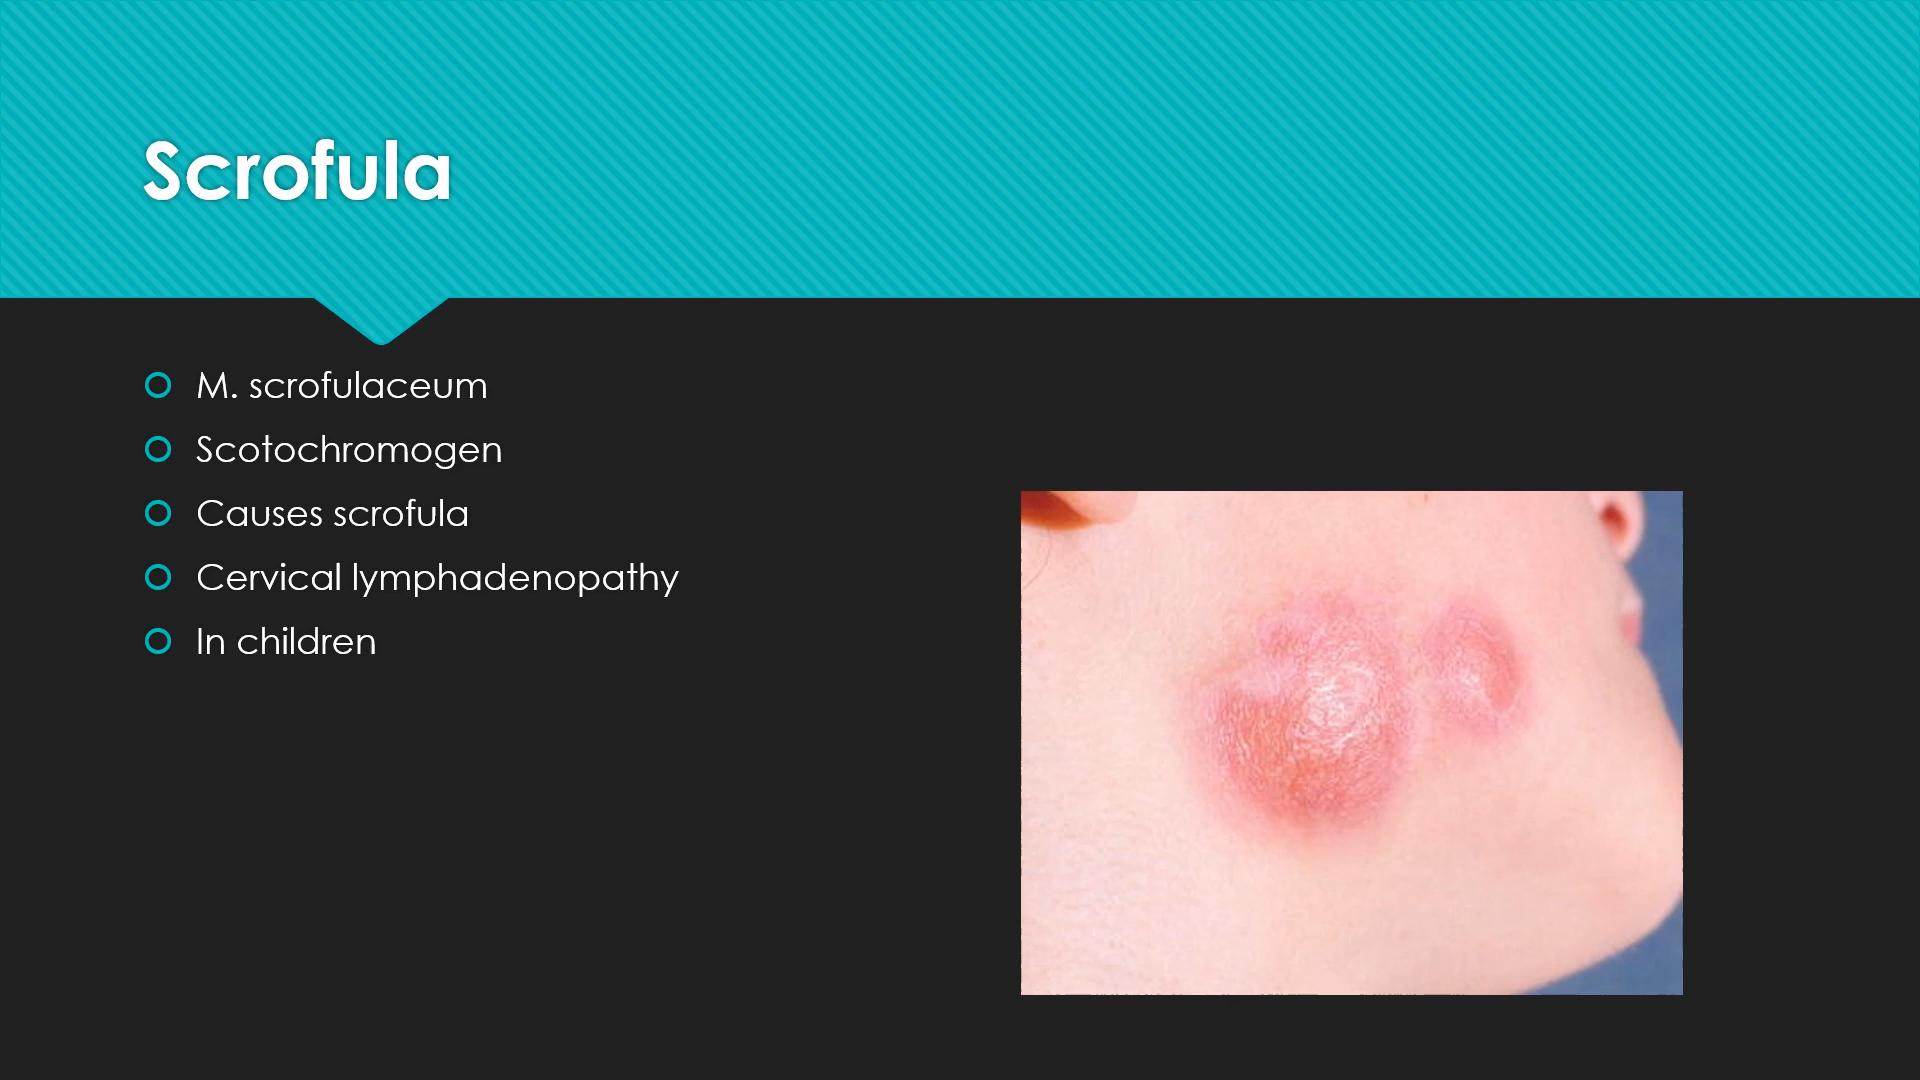 Scrofula
M. scrofulaceum
Scotochromogen
Causes scrofula
Cervical lymphadenopathy
In children